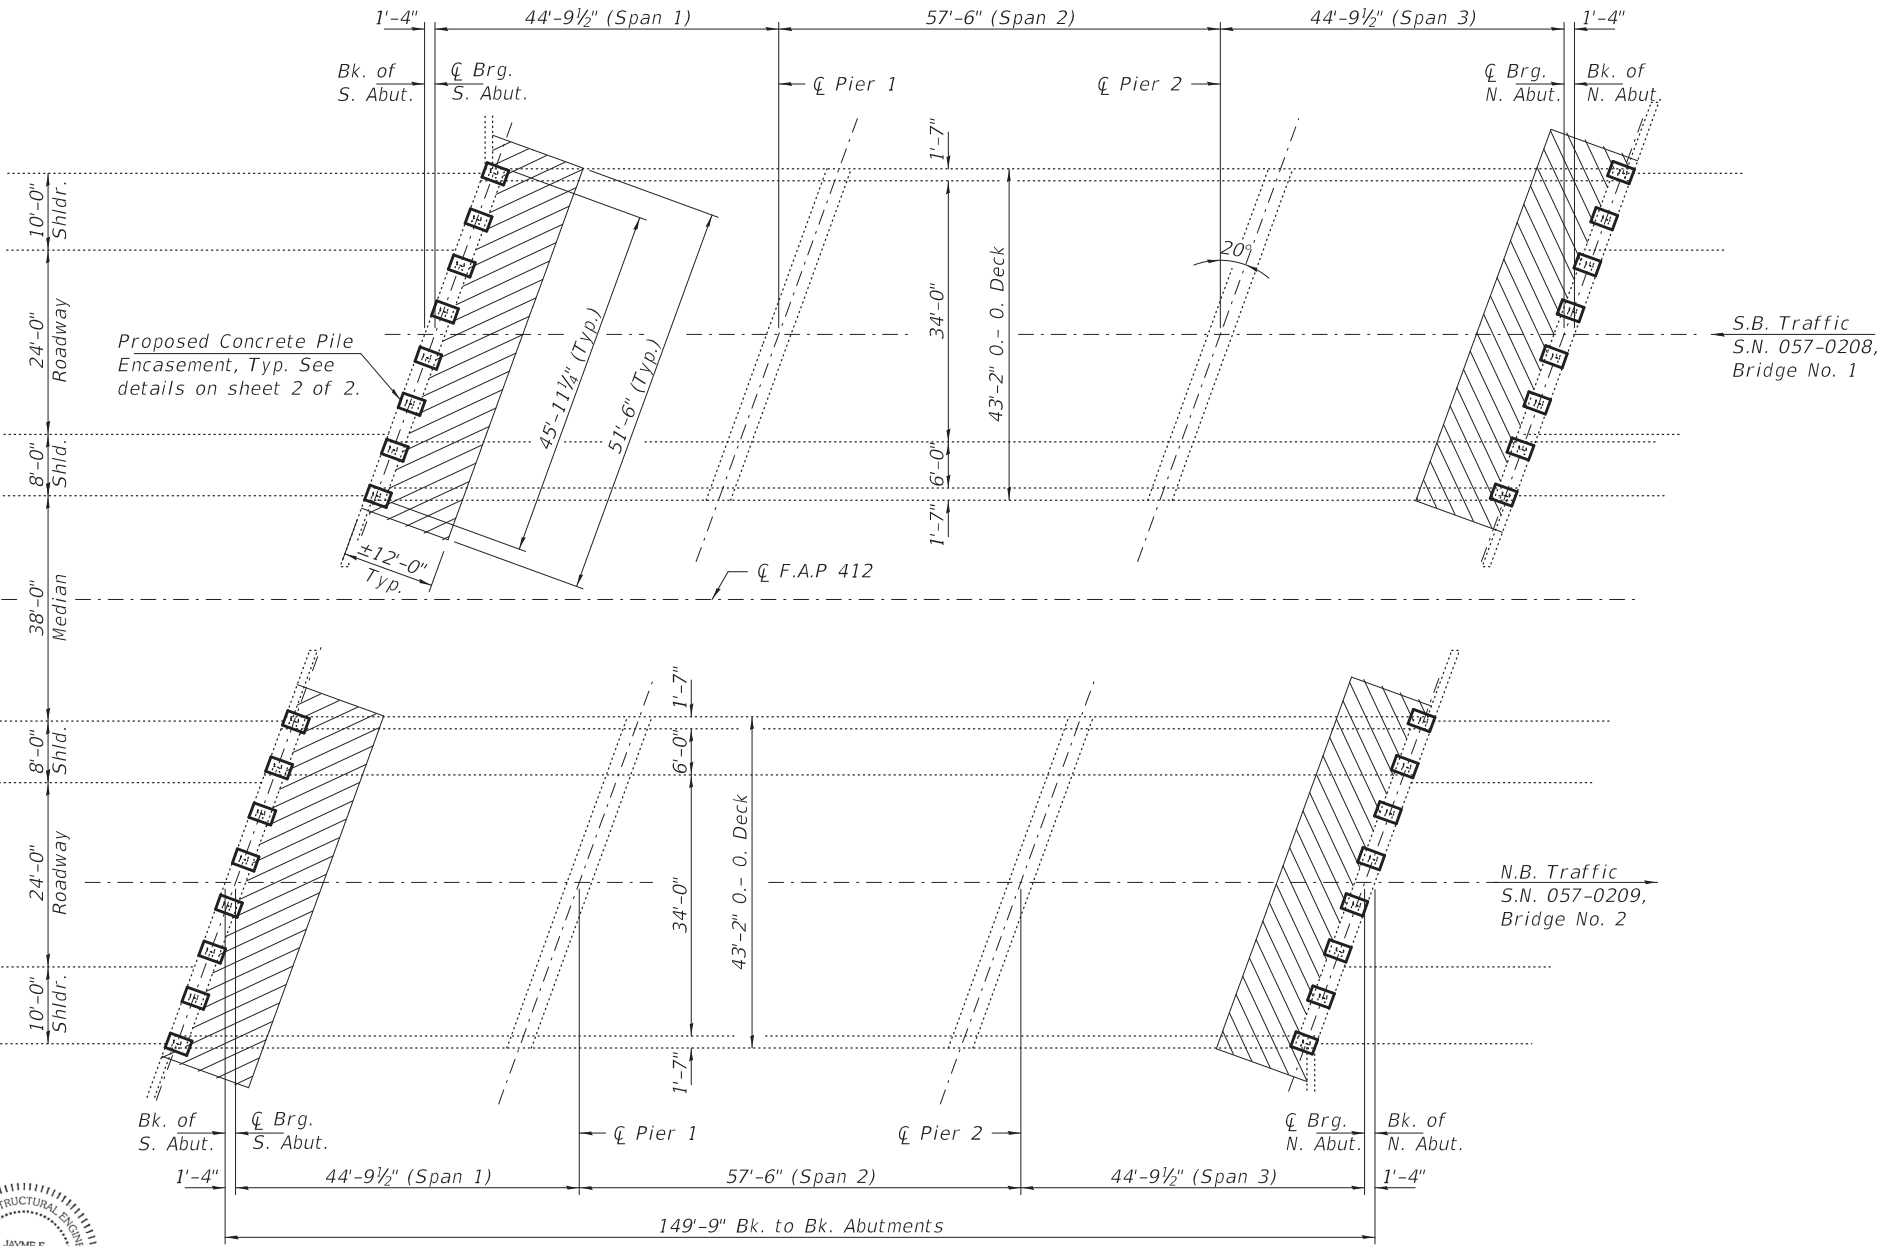 1'-4" 44'-9½" (Span 1) 57'-6" (Span 2) 44'-9½" (Span 3) 1'-4"
Bk. of
S. Abut.
℄ Brg.
S. Abut.
℄ Pier 1
℄ Pier 2
℄ Brg.
N. Abut.
Bk. of
N. Abut.
1'-7"
10'-0"
Shldr.
24'-0"
Roadway
8'-0"
Shld.
38'-0"
Median
8'-0"
Shld.
24'-0"
Roadway
10'-0"
Shldr.
Proposed Concrete Pile
Encasement, Typ. See
details on sheet 2 of 2.
45'-11¼" (Typ.)
51'-6" (Typ.)
±12'-0"
Typ.
34'-0"
43'-2" O.- O. Deck
6'-0"
1'-7"
20°
S.B. Traffic
S.N. 057-0208,
Bridge No. 1
℄ F.A.P 412
1'-7"
6'-0"
34'-0"
43'-2" O.- O. Deck
1'-7"
N.B. Traffic
S.N. 057-0209,
Bridge No. 2
Bk. of
S. Abut.
℄ Brg.
S. Abut.
℄ Pier 1
℄ Pier 2
℄ Brg.
N. Abut.
Bk. of
N. Abut.
1'-4" 44'-9½" (Span 1) 57'-6" (Span 2) 44'-9½" (Span 3) 1'-4"
149'-9" Bk. to Bk. Abutments
TRUCTURAL ENGINE
JAYME F.